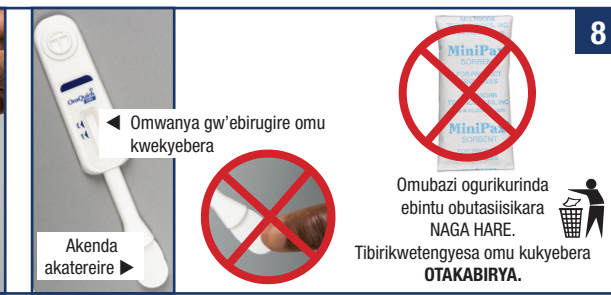 8
OraQuick
◀ Omwanya gw'ebirugire omu
kwekyebera
Akenda
akatereire ▶
MiniPax
SORBENT
MiniPax
SORBENT
Omubazi ogurikurinda
ebintu obutasiisikara
NAGA HARE.
Tibirikwetengyesa omu kukyebera
OTAKABIRYA.